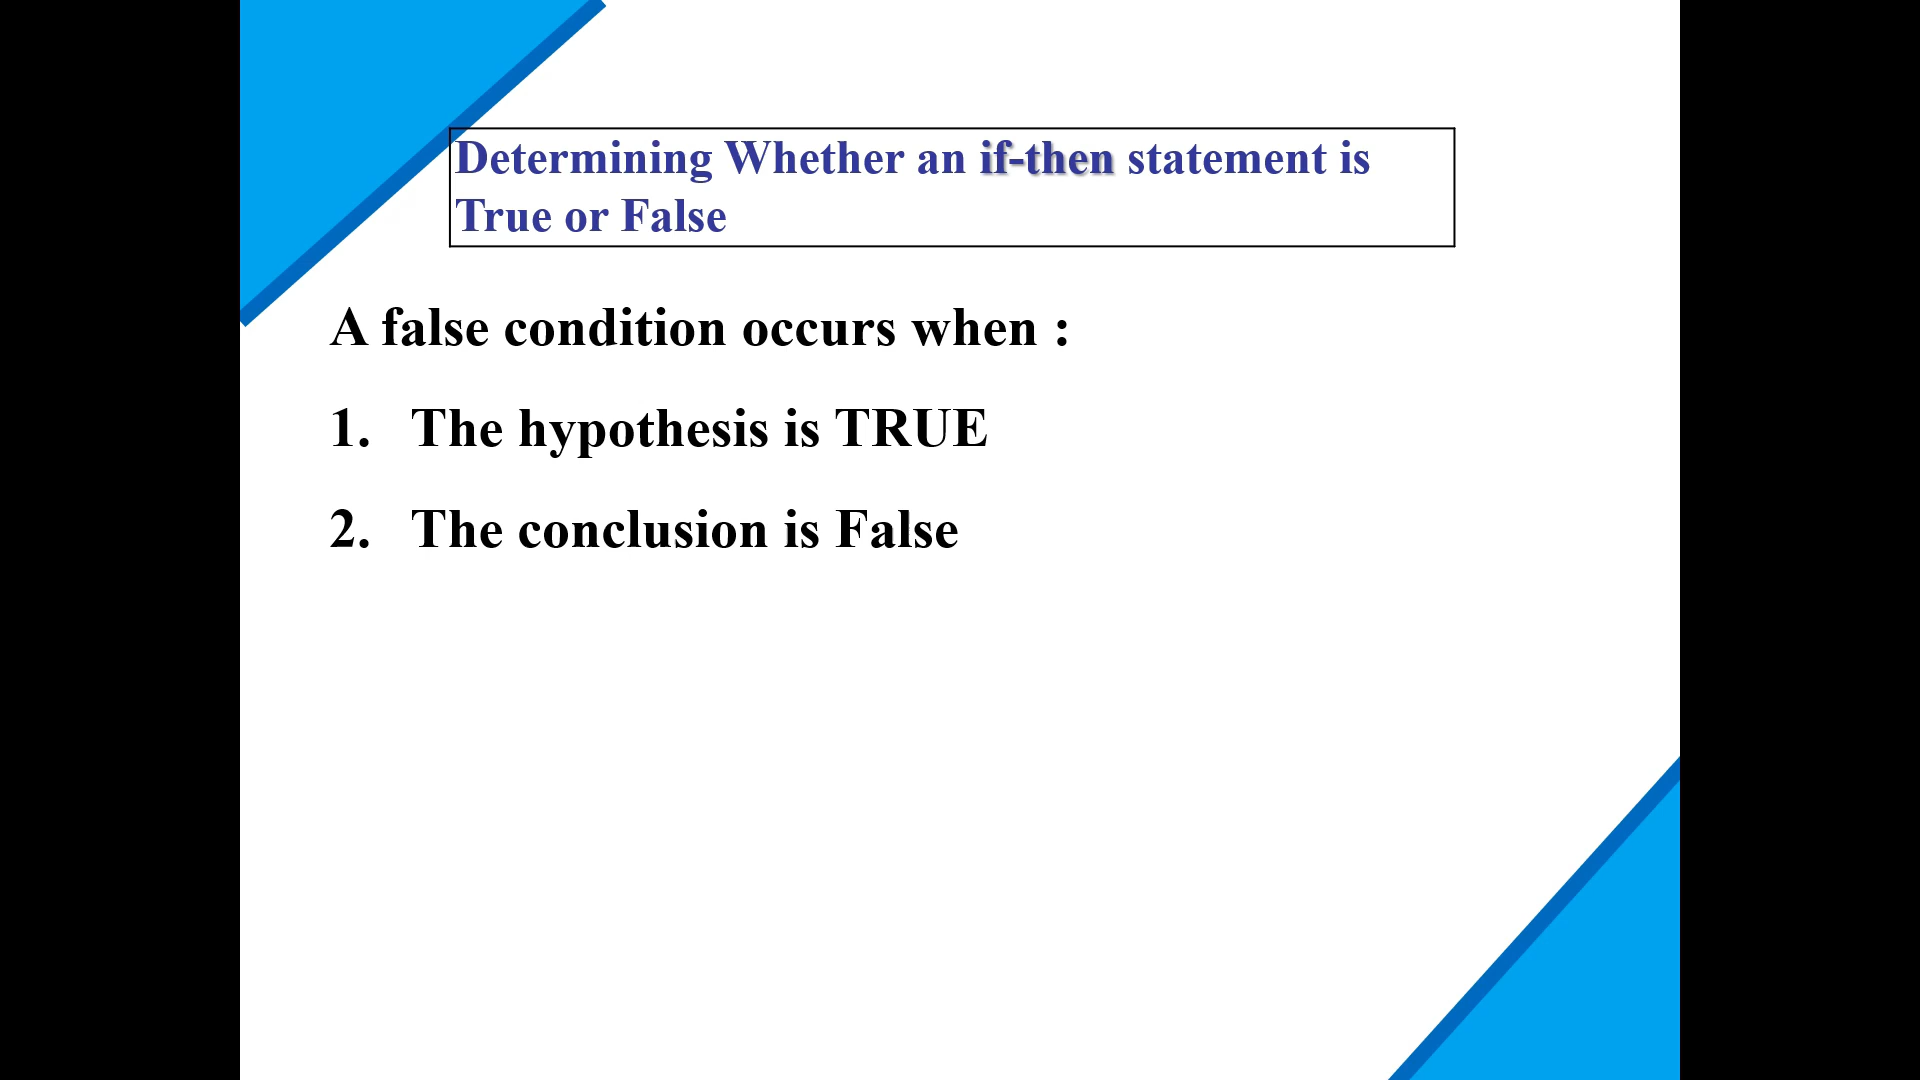 Determining Whether an if-then statement is
True or False
A false condition occurs when :
1. The hypothesis is TRUE
2. The conclusion is False